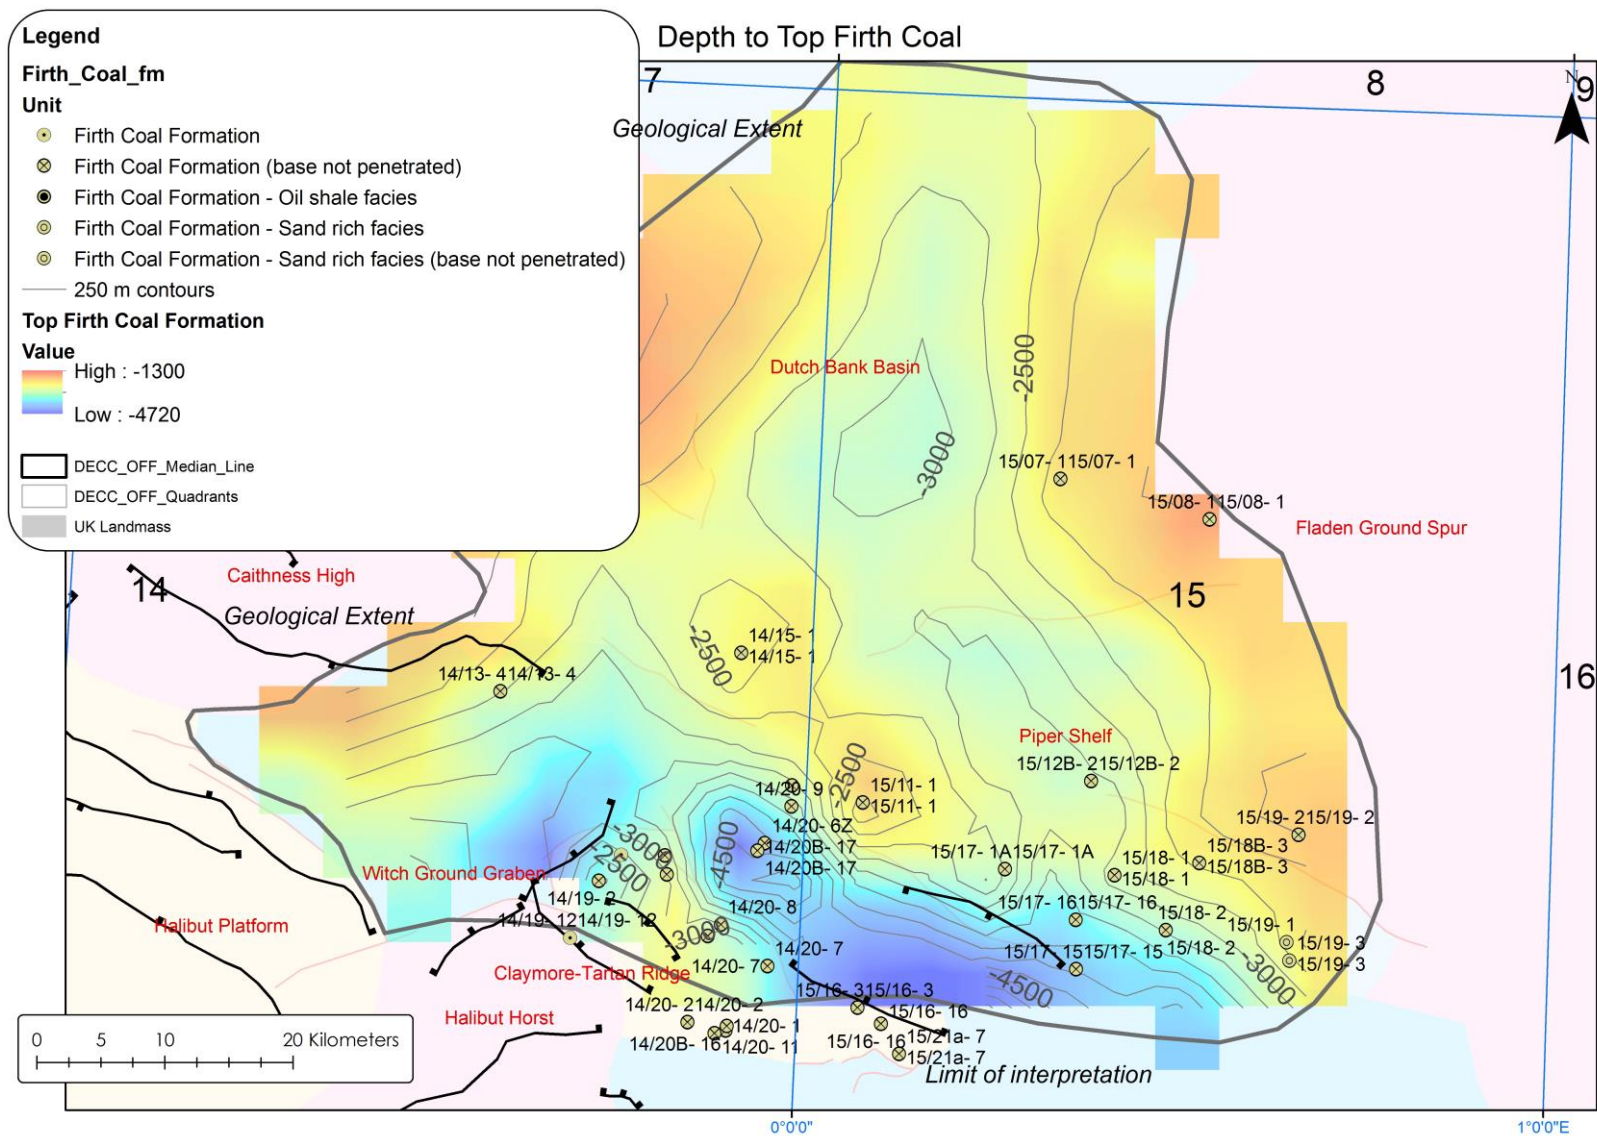 Depth to Top Firth Coal
Legend
Firth_Coal_fm
Unit
Firth Coal Formation
Firth Coal Formation (base not penetrated)
Firth Coal Formation - Oil shale facies
Firth Coal Formation - Sand rich facies
Firth Coal Formation - Sand rich facies (base not penetrated)
250 m contours
Top Firth Coal Formation
Value
High : -1300
Low : -4720
DECC_OFF_Median_Line
DECC_OFF_Quadrants
UK Landmass
7
8
N
9
Geological Extent
Dutch Bank Basin
-2500
-3000
15/07- 115/07- 1
15/08- 115/08- 1
Fladen Ground Spur
Caithness High
14
Geological Extent
15
14/15- 1
14/15- 1
-2500
14/13- 414/13- 4
16
Piper Shelf
15/12B- 215/12B- 2
-2500
14/20- 9
15/11- 1
15/11- 1
14/20- 6Z
15/19- 215/19- 2
-3000
-4500
14/20B- 17
14/20B- 17
15/17- 1A15/17- 1A
15/18- 1
15/18- 1
15/18B- 3
15/18B- 3
-2500
Witch Ground Graben
14/19- 2
14/20- 8
15/17- 1615/17- 16
15/18- 2
15/18- 2
15/19- 1
14/19- 1214/19- 12
Halibut Platform
-3000
14/20- 7
14/20- 7
15/17- 1515/17- 15
15/19- 3
15/19- 3
-3000
Claymore-Tartan Ridge
-4500
15/16- 315/16- 3
14/20- 214/20- 2
Halibut Horst
15/16- 16
15/16- 16
14/20- 1
14/20B- 16
14/20- 11
15/21a- 7
15/21a- 7
Limit of interpretation
0 5 10 20 Kilometers
0°0'0"
1°0'0"E